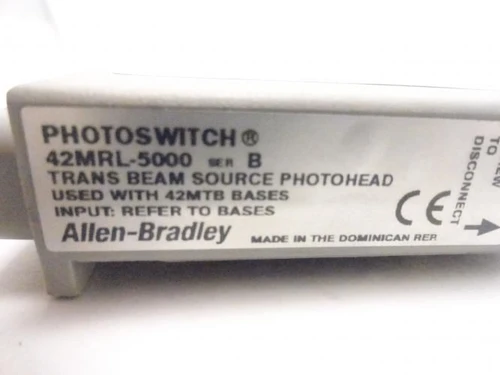 PHOTOSWITCH®
42MRL-5000 SER B
TRANS BEAM SOURCE PHOTOHEAD
USED WITH 42MTB BASES
INPUT: REFER TO BASES
Allen-Bradley MADE IN THE DOMINICAN REP
CE
DISCONNECT
TO